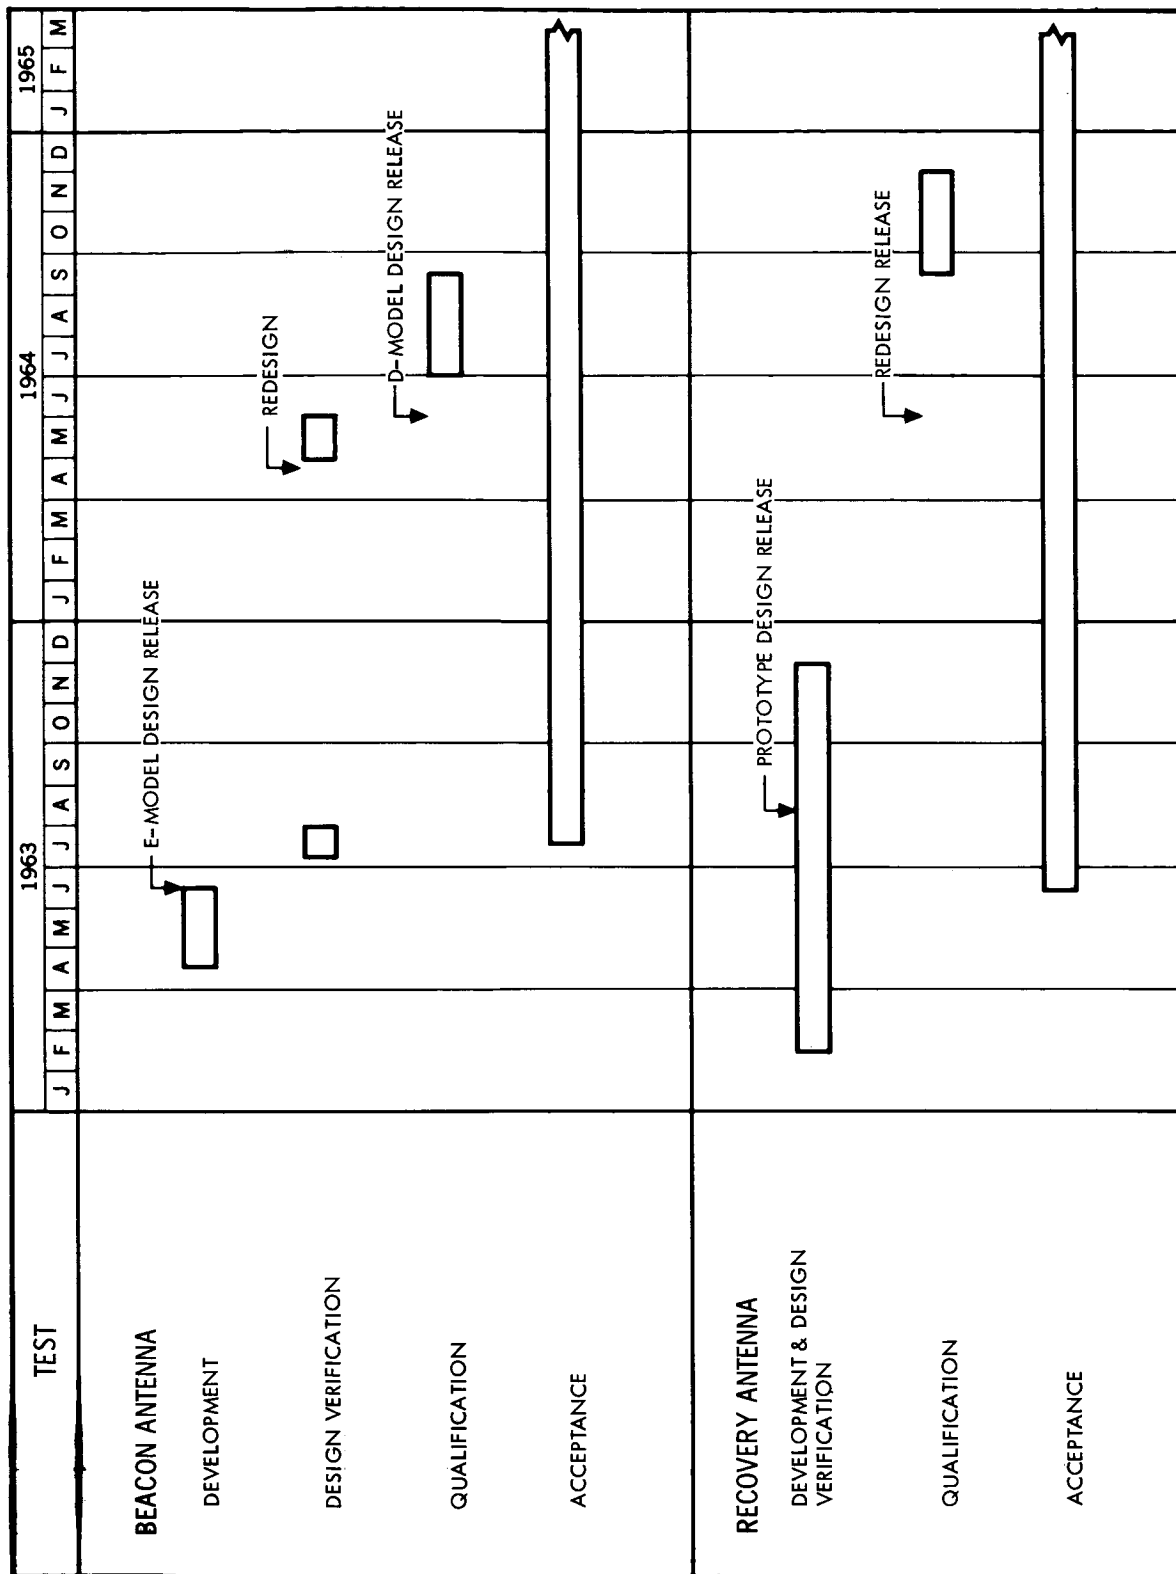 TEST
1963 1964 1965
J F M A M J J A S O N D J F M A M J J A S O N D J F M
BEACON ANTENNA
E-MODEL DESIGN RELEASE
DEVELOPMENT
REDESIGN
DESIGN VERIFICATION
D-MODEL DESIGN RELEASE
QUALIFICATION
ACCEPTANCE
RECOVERY ANTENNA
PROTOTYPE DESIGN RELEASE
DEVELOPMENT & DESIGN
VERIFICATION
REDESIGN RELEASE
QUALIFICATION
ACCEPTANCE